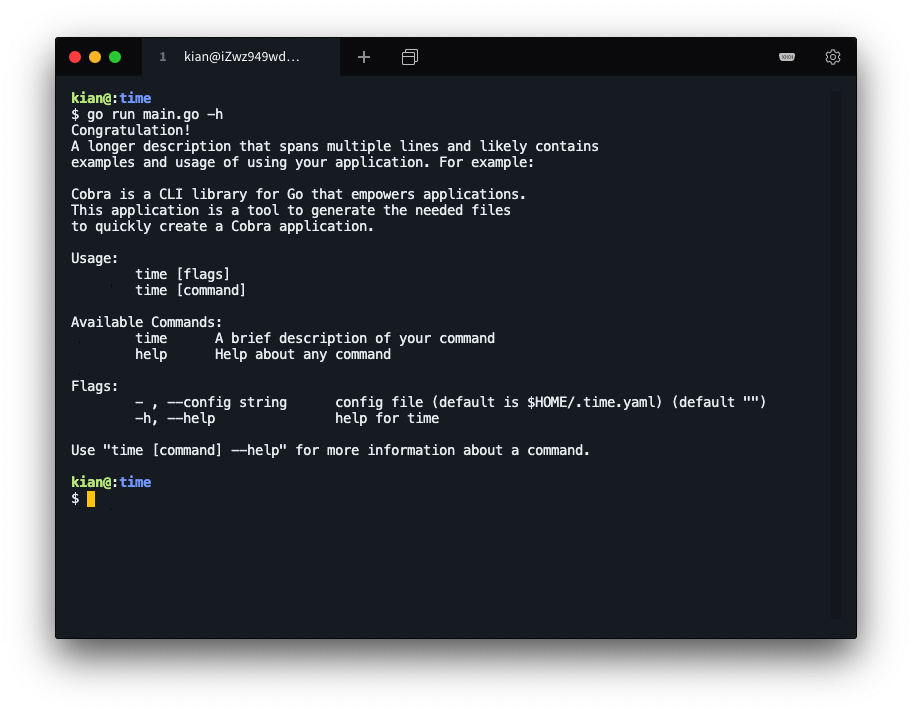 1 kian@iZwz949wd...
kian@:time
$ go run main.go -h
Congratulation!
A longer description that spans multiple lines and likely contains
examples and usage of using your application. For example:
Cobra is a CLI library for Go that empowers applications.
This application is a tool to generate the needed files
to quickly create a Cobra application.
Usage:
time [flags]
time [command]
Available Commands:
time A brief description of your command
help Help about any command
Flags:
- , --config string config file (default is $HOME/.time.yaml) (default "")
-h, --help help for time
Use "time [command] --help" for more information about a command.
kian@:time
$